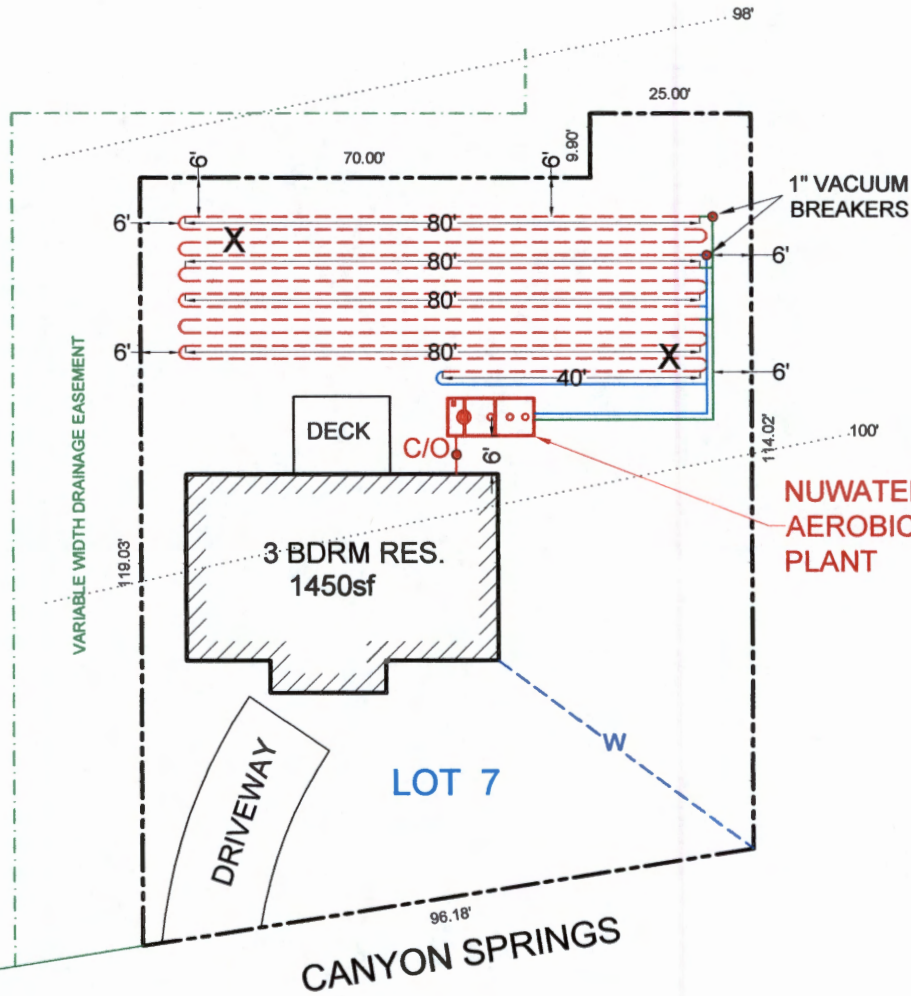 98'
25.00'
6'
70.00'
6'
9.90'
1" VACUUM
BREAKERS
6'
80'
X
80'
6'
80'
6'
80'
X
40'
6'
VARIABLE WIDTH DRAINAGE EASEMENT
DECK
C/O
6'
100'
114.02'
NUWATER
AEROBIC
PLANT
119.03'
3 BDRM RES.
1450sf
W
LOT 7
DRIVEWAY
96.18'
CANYON SPRINGS